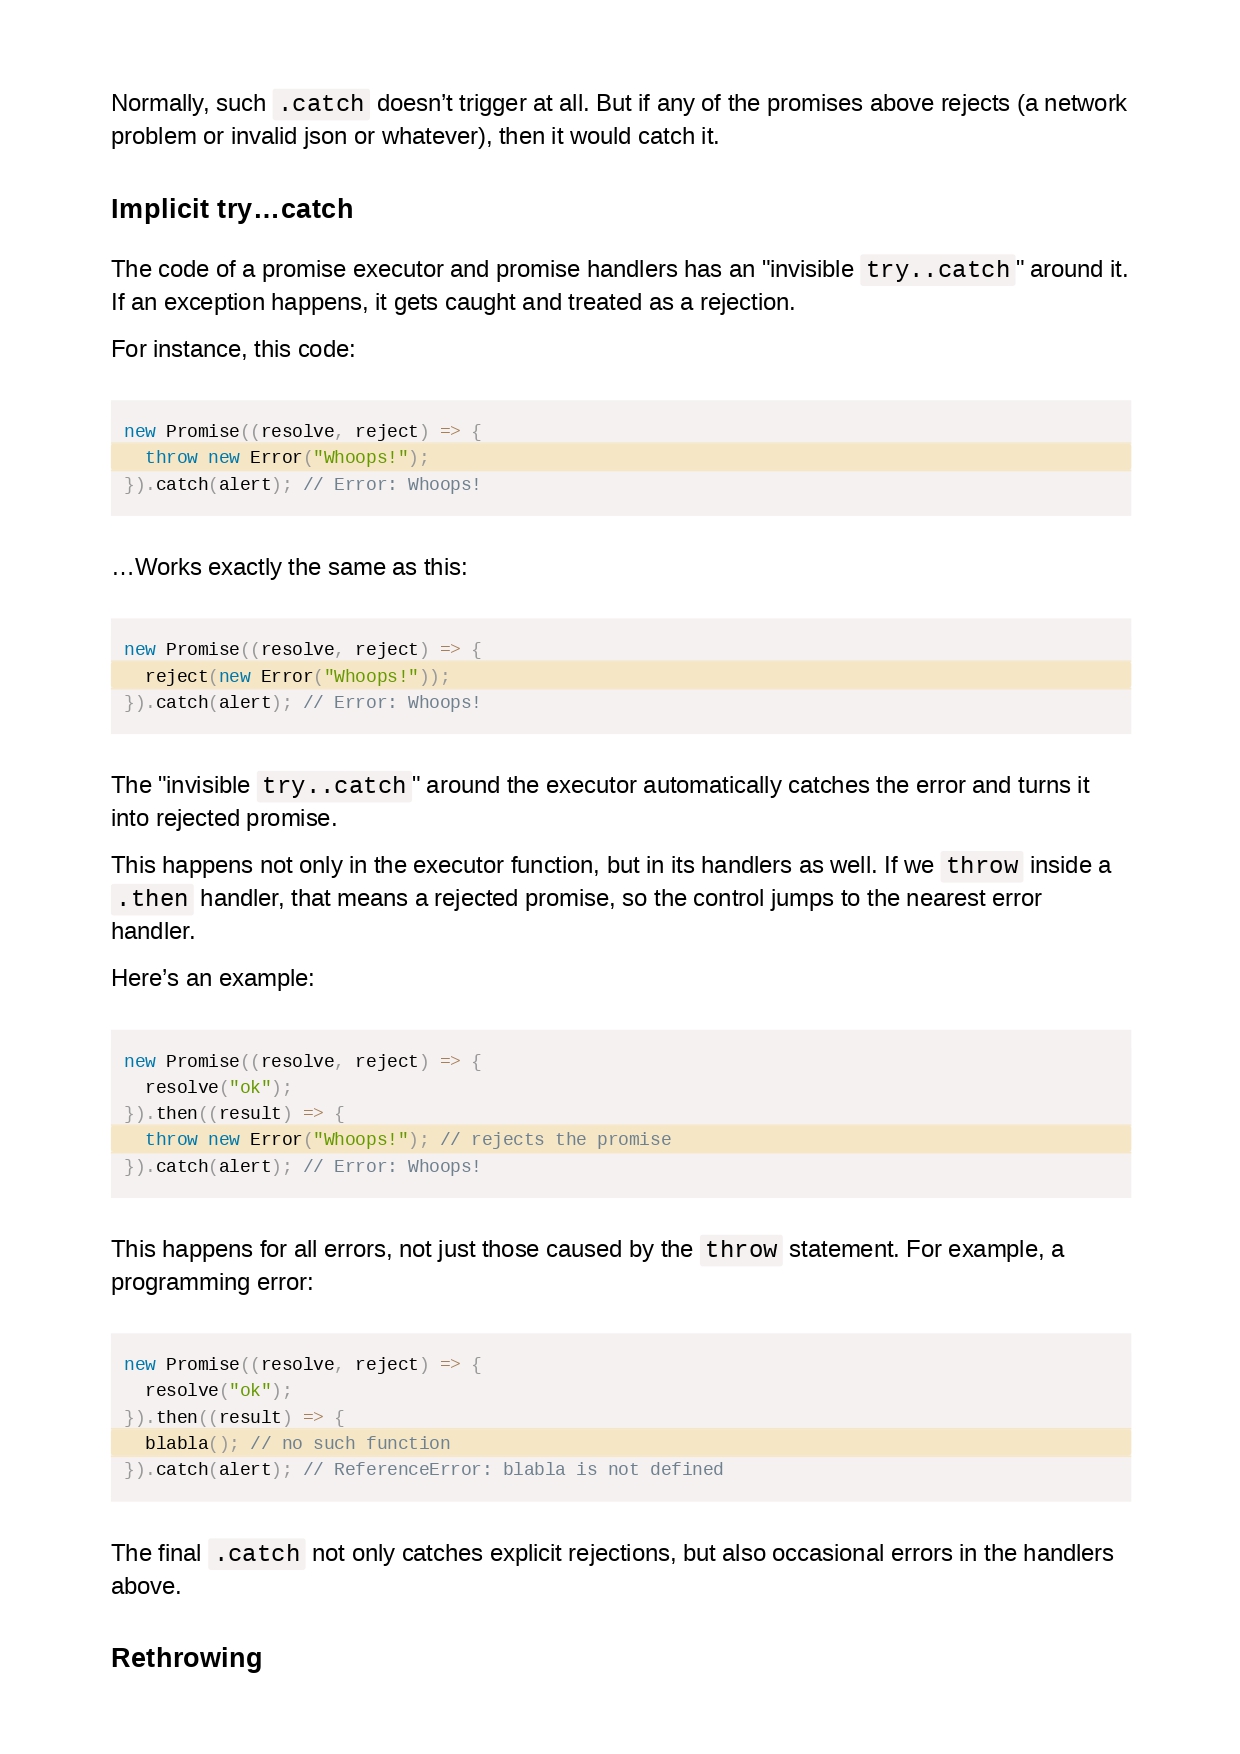 Normally, such .catch doesn’t trigger at all. But if any of the promises above rejects (a network
problem or invalid json or whatever), then it would catch it.
Implicit try…catch
The code of a promise executor and promise handlers has an "invisible try..catch" around it.
If an exception happens, it gets caught and treated as a rejection.
For instance, this code:
new Promise((resolve, reject) => {
  throw new Error("Whoops!");
}).catch(alert); // Error: Whoops!
…Works exactly the same as this:
new Promise((resolve, reject) => {
  reject(new Error("Whoops!"));
}).catch(alert); // Error: Whoops!
The "invisible try..catch" around the executor automatically catches the error and turns it
into rejected promise.
This happens not only in the executor function, but in its handlers as well. If we throw inside a
.then handler, that means a rejected promise, so the control jumps to the nearest error
handler.
Here’s an example:
new Promise((resolve, reject) => {
  resolve("ok");
}).then((result) => {
  throw new Error("Whoops!"); // rejects the promise
}).catch(alert); // Error: Whoops!
This happens for all errors, not just those caused by the throw statement. For example, a
programming error:
new Promise((resolve, reject) => {
  resolve("ok");
}).then((result) => {
  blabla(); // no such function
}).catch(alert); // ReferenceError: blabla is not defined
The final .catch not only catches explicit rejections, but also occasional errors in the handlers
above.
Rethrowing